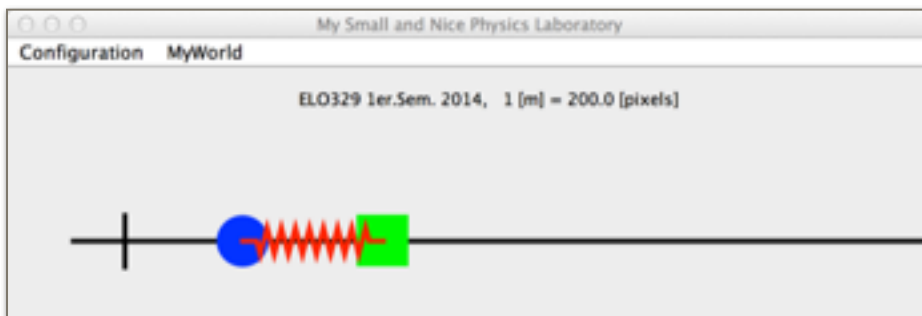 My Small and Nice Physics Laboratory
Configuration MyWorld
ELO329 1er.Sem. 2014, 1 [m] = 200.0 [pixels]